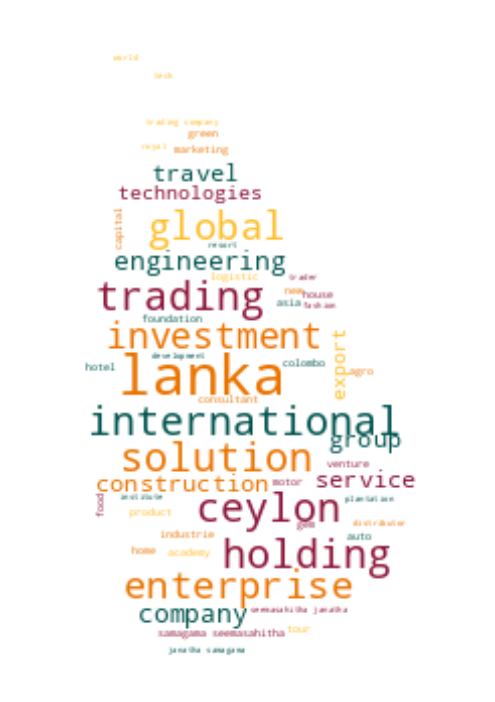 world
tech
trading company
green
royal marketing
travel
technologies
capital
global
resort
engineering
logistic trader
trading
new house
asia fashion
foundation
investment
export
development
hotel lanka colombo
agro
consultant
international
group
solution
venture
construction motor service
food institute plantation
ceylon
product
gem distributor
industrie auto
home academy holding
enterprise
company seemasahitha janatha
samagama seemasahitha tour
janatha samagama